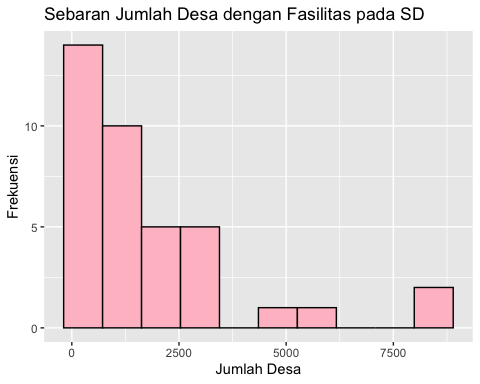 Sebaran Jumlah Desa dengan Fasilitas pada SD
Frekuensi
10
5
0
0 2500 5000 7500
Jumlah Desa